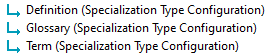 Definition (Specialization Type Configuration)
Glossary (Specialization Type Configuration)
Term (Specialization Type Configuration)